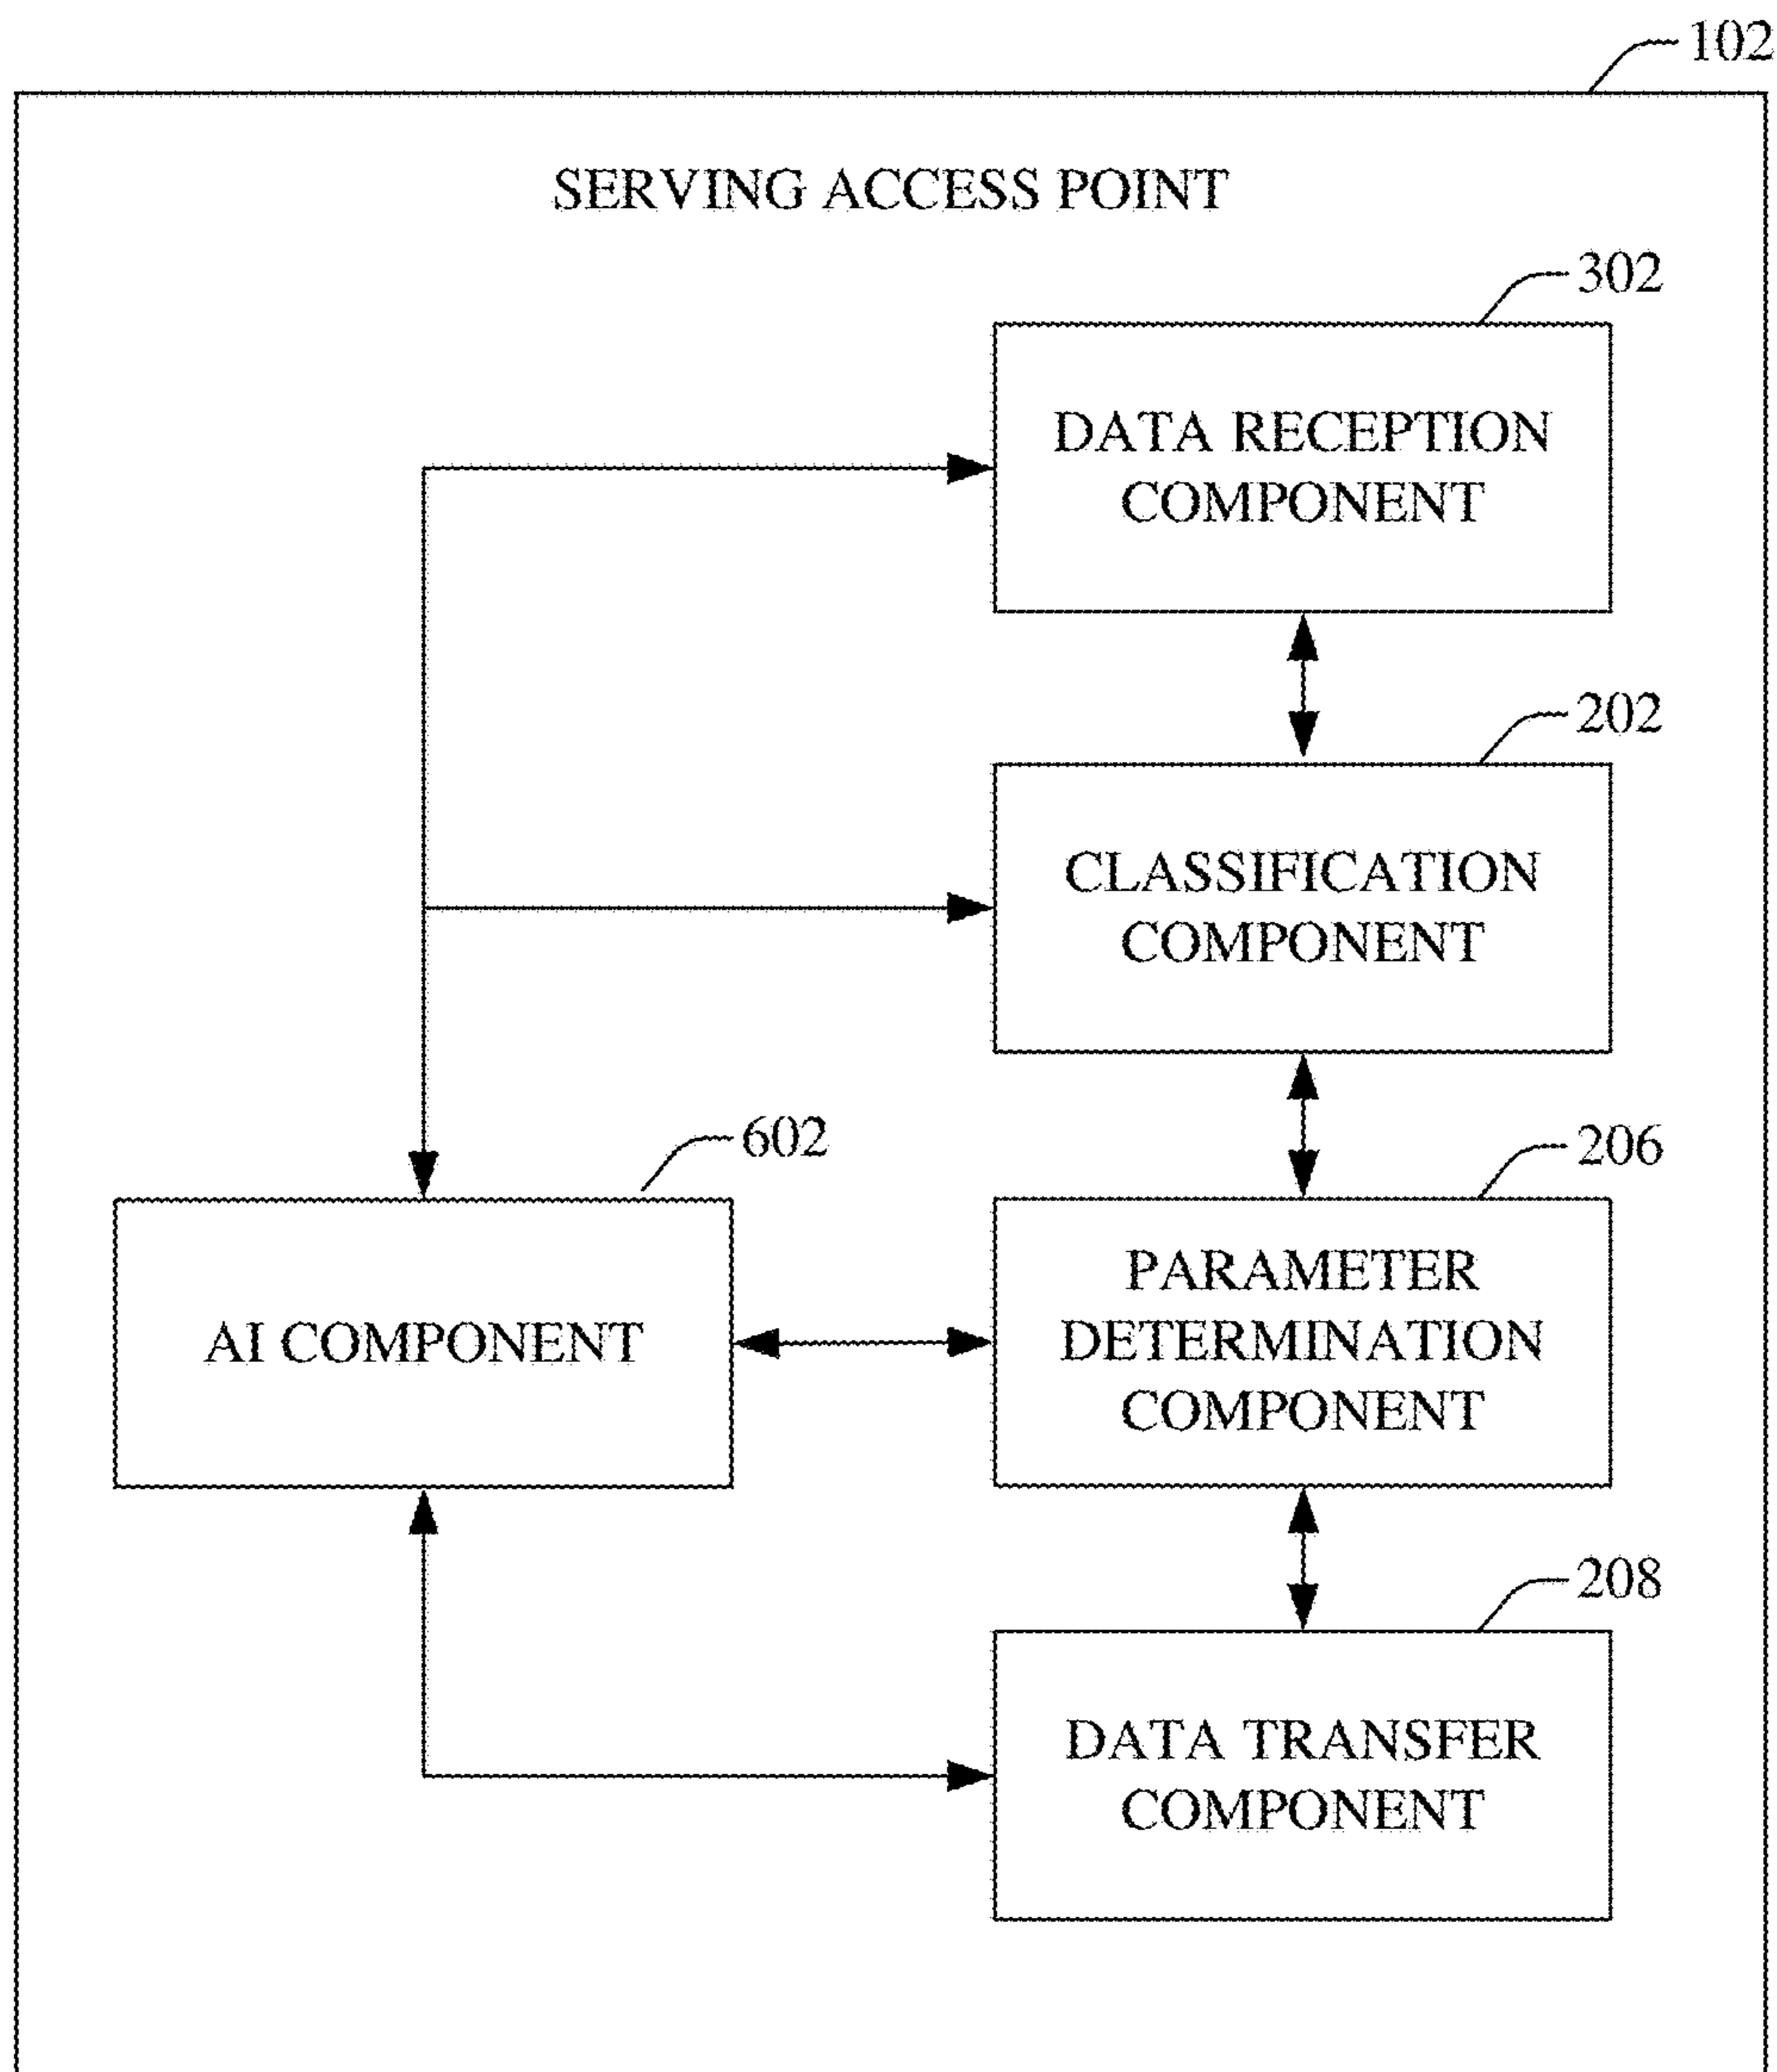 102
SERVING ACCESS POINT
302
DATA RECEPTION
COMPONENT
202
CLASSIFICATION
COMPONENT
602
206
AI COMPONENT
PARAMETER
DETERMINATION
COMPONENT
208
DATA TRANSFER
COMPONENT